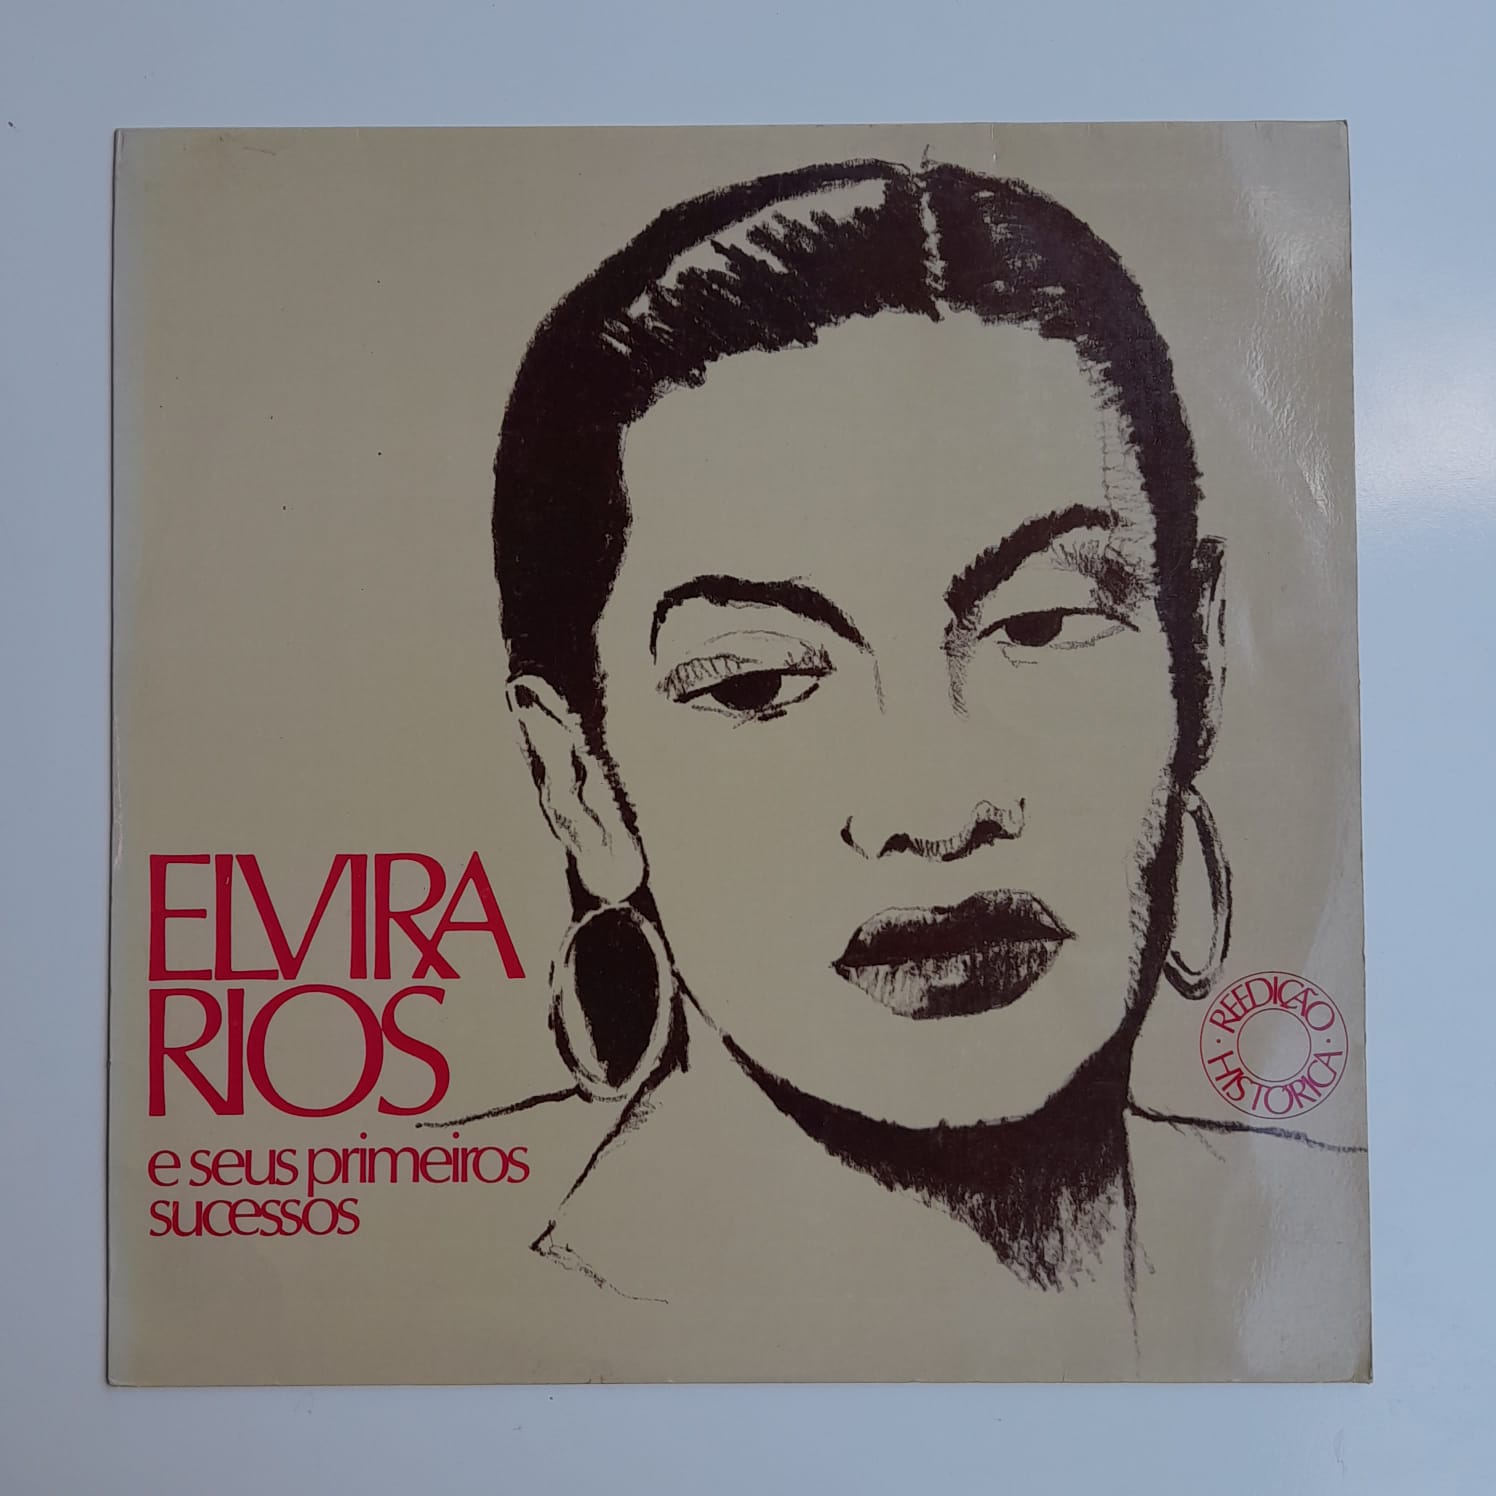 ELVIRA
RIOS
e seus primeiros
sucessos
REEDIÇÃO
HISTÓRICA